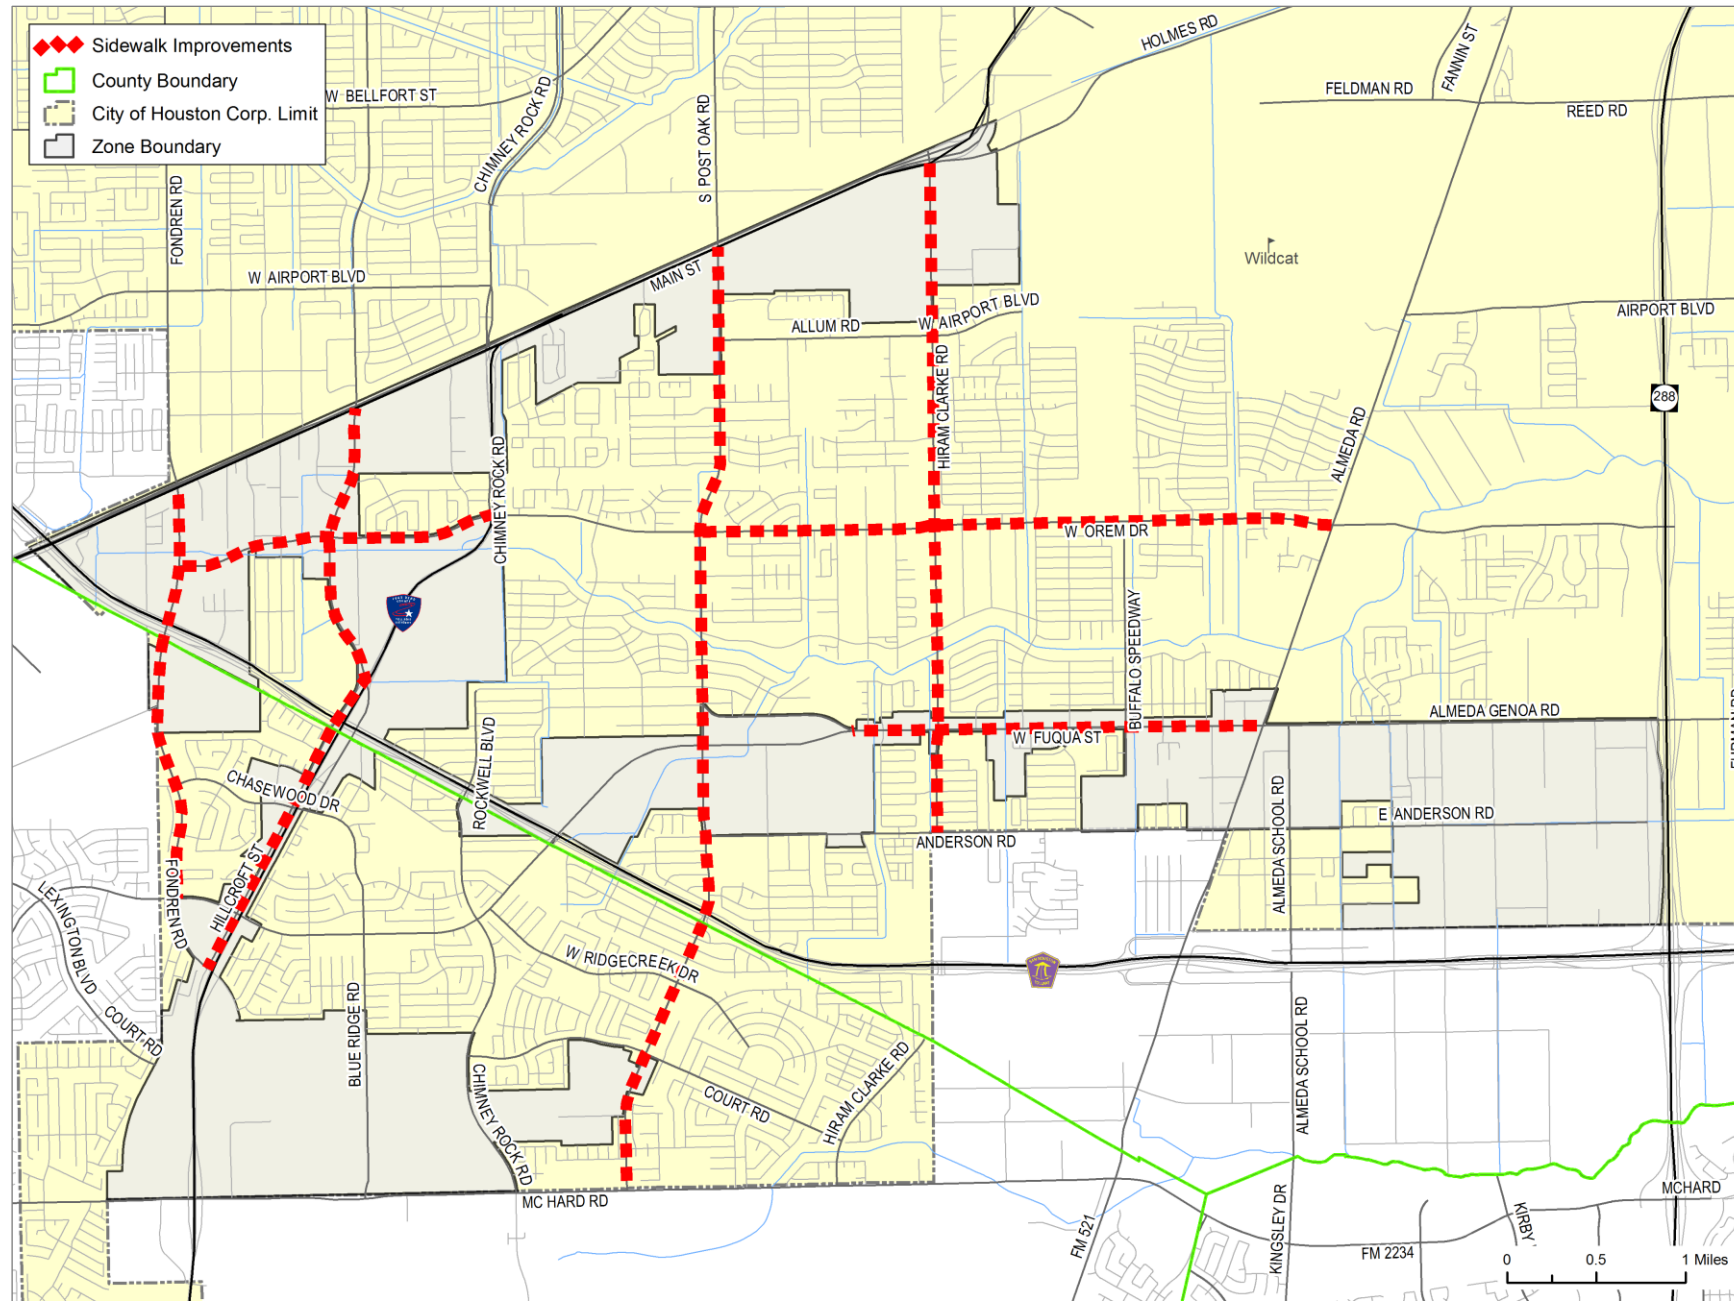 Sidewalk Improvements
County Boundary
City of Houston Corp. Limit
Zone Boundary
HOLMES RD
FANNIN ST
FELDMAN RD
REED RD
W BELLFORT ST
CHIMNEY ROCK RD
S POST OAK RD
FONDREN RD
W AIRPORT BLVD
MAIN ST
Wildcat
ALLUM RD
W AIRPORT BLVD
AIRPORT BLVD
HIRAM CLARKE RD
288
ALMEDA RD
CHIMNEY ROCK RD
W OREM DR
BUFFALO SPEEDWAY
ALMEDA GENOA RD
W FUQUA ST
ROCKWELL BLVD
CHASEWOOD DR
ALMEDA SCHOOL RD
E ANDERSON RD
ANDERSON RD
HILLCROFT ST
FONDREN RD
LEXINGTON BLVD
W RIDGECREEK DR
COURT RD
BLUE RIDGE RD
ALMEDA SCHOOL RD
CHIMNEY ROCK RD
COURT RD
HIRAM CLARKE RD
MC HARD RD
MCHARD
FM 521
KINGSLEY DR
KIRBY
FM 2234
0 0.5 1 Miles